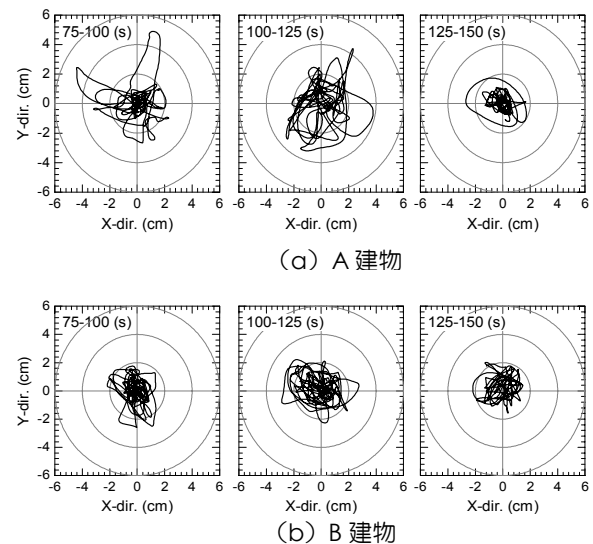 75-100 (s) 100-125 (s) 125-150 (s)
Y-dir. (cm)
6
4
2
0
-2
-4
-6
-6 -4 -2 0 2 4 6 -6 -4 -2 0 2 4 6 -6 -4 -2 0 2 4 6
X-dir. (cm) X-dir. (cm) X-dir. (cm)
(a) A 建物
75-100 (s) 100-125 (s) 125-150 (s)
Y-dir. (cm)
6
4
2
0
-2
-4
-6
-6 -4 -2 0 2 4 6 -6 -4 -2 0 2 4 6 -6 -4 -2 0 2 4 6
X-dir. (cm) X-dir. (cm) X-dir. (cm)
(b) B 建物